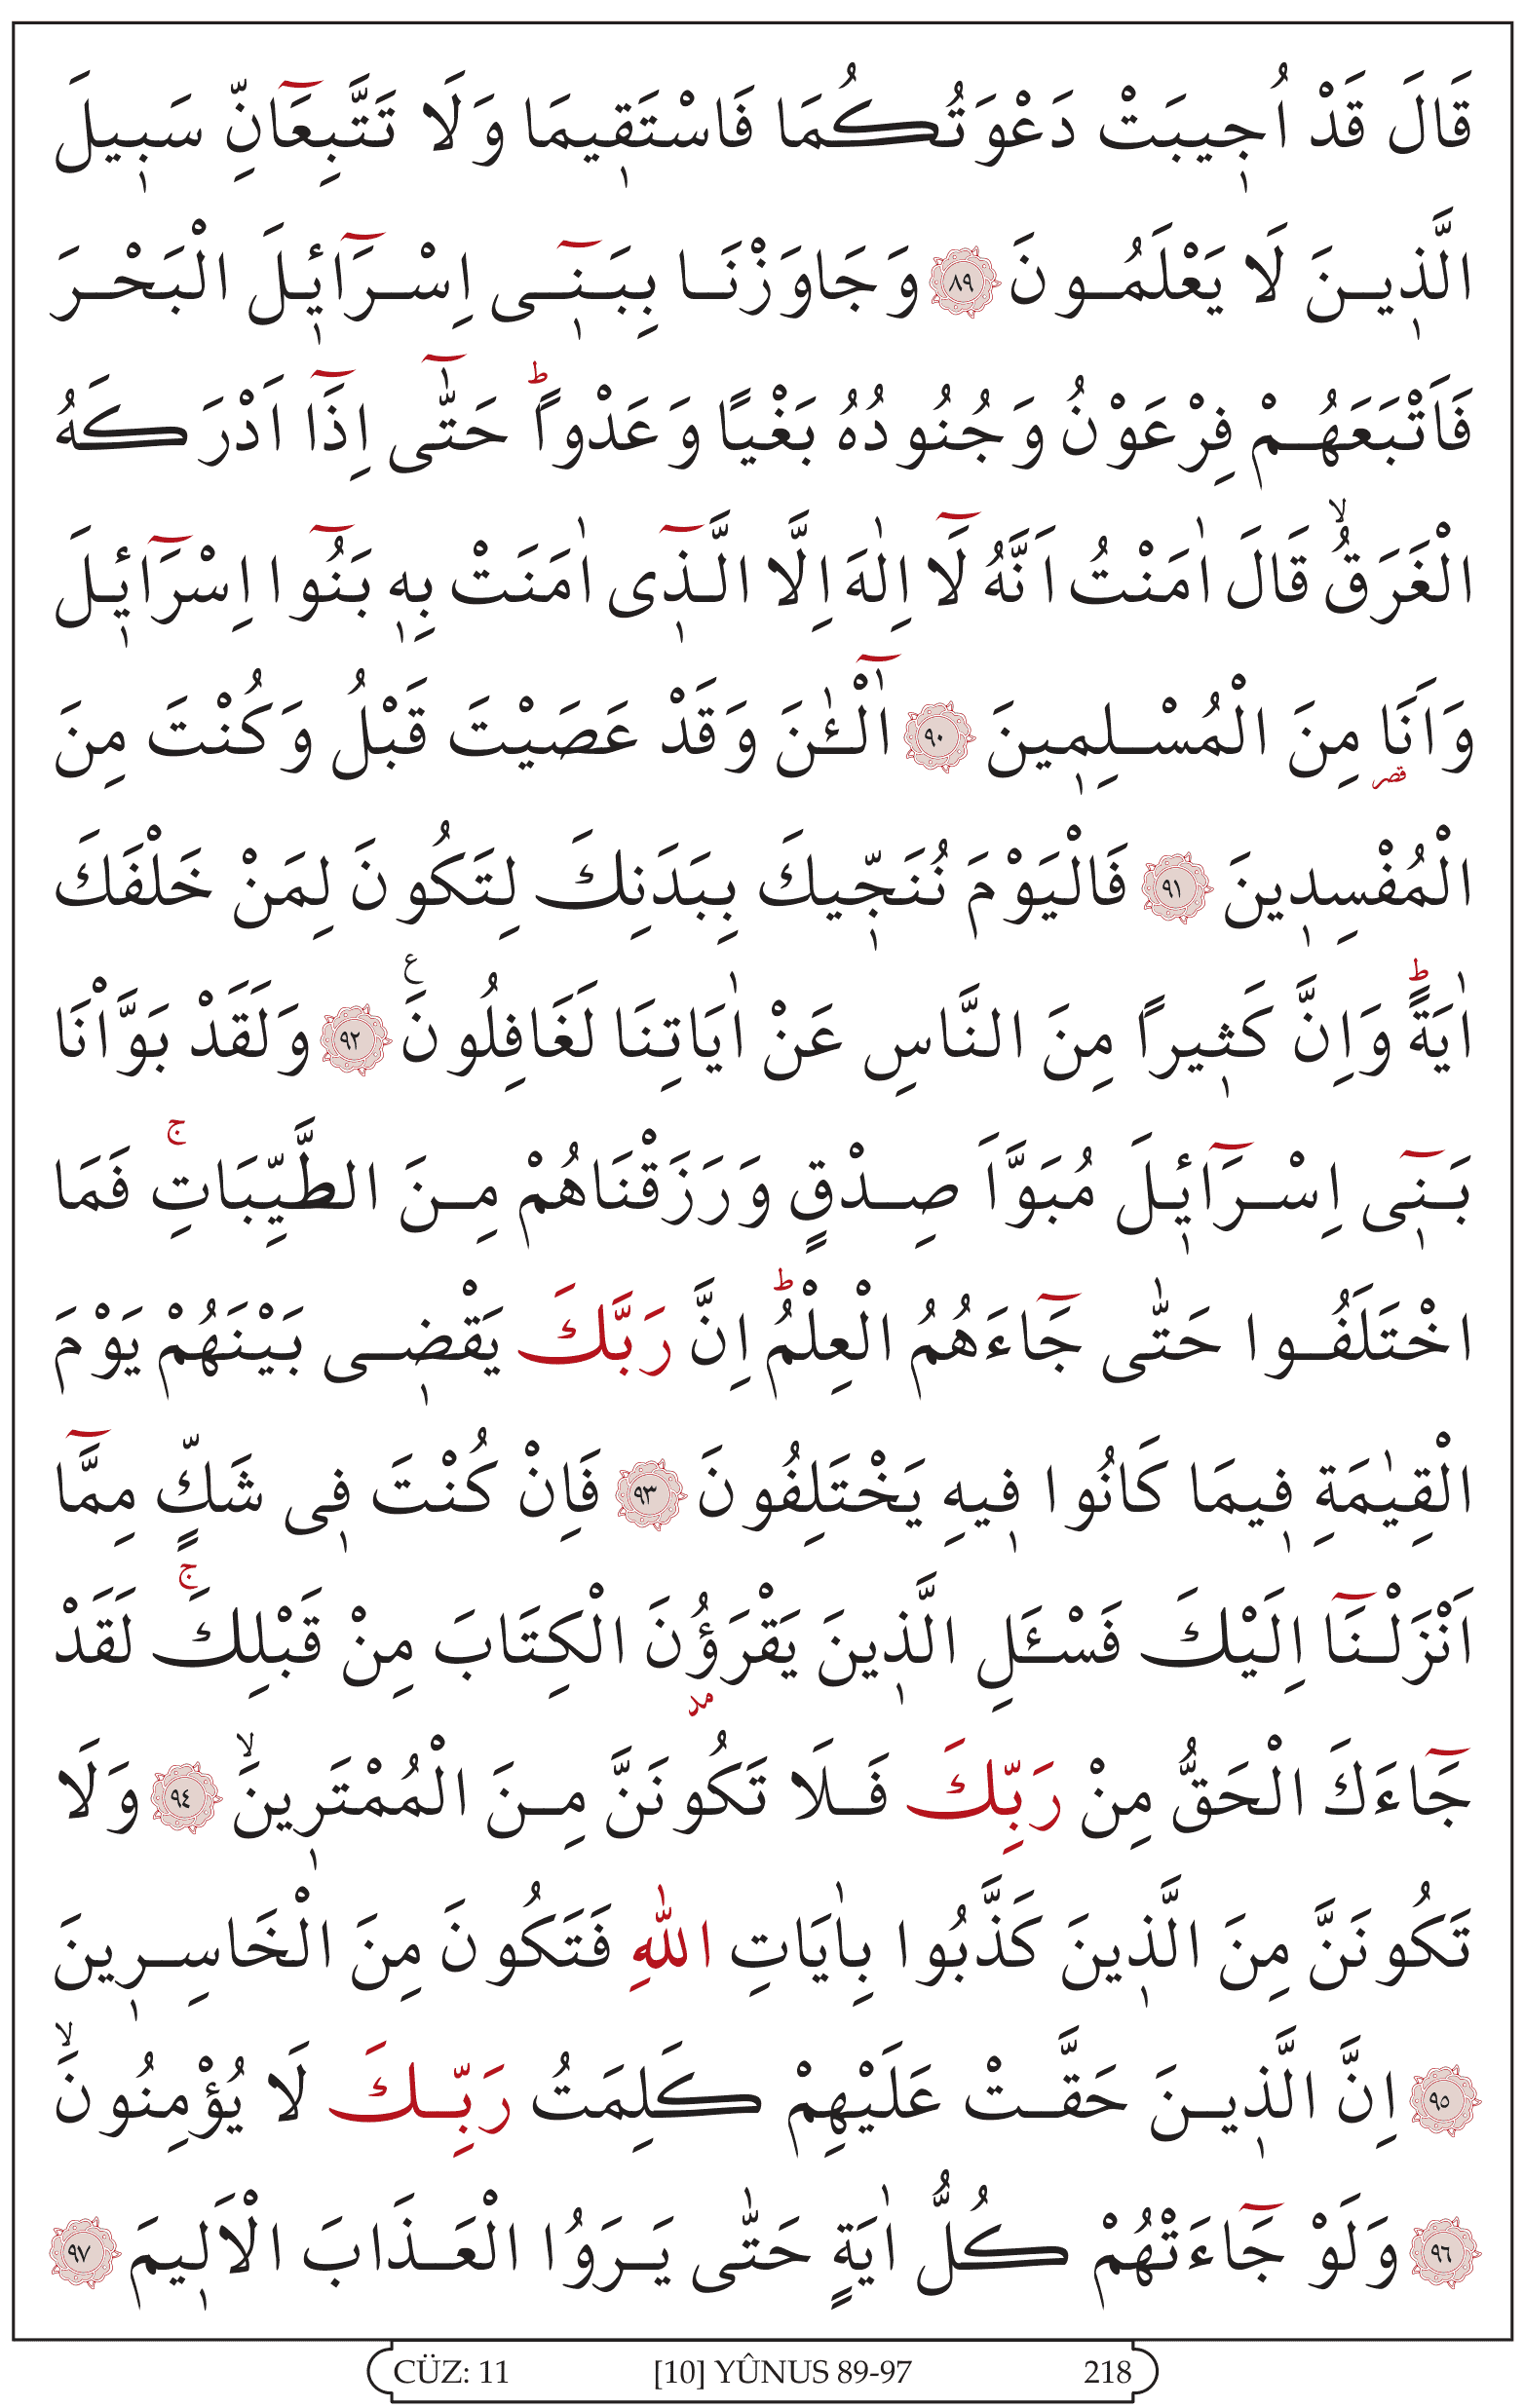 قَالَ قَدْ اُج۪يبَتْ دَعْوَتُكُمَا فَاسْتَق۪يمَا وَلَا تَتَّبِعَٓانِّ سَب۪يلَ
الَّذ۪ينَ لَا يَعْلَمُونَ ﴿٨٩﴾ وَجَاوَزْنَا بِبَن۪ٓى اِسْرَٓائ۪لَ الْبَحْرَ
فَاَتْبَعَهُمْ فِرْعَوْنُ وَجُنُودُهُ بَغْيًا وَعَدْوًاۜ حَتّٰٓى اِذَٓا اَدْرَكَهُ
الْغَرَقُۙ قَالَ اٰمَنْتُ اَنَّهُ لَٓا اِلٰهَ اِلَّا الَّذ۪ٓى اٰمَنَتْ بِه۪ بَنُٓوا اِسْرَٓائ۪لَ
وَاَنَا۬ مِنَ الْمُسْلِم۪ينَ ﴿٩٠﴾ آٰلْـٰٔنَ وَقَدْ عَصَيْتَ قَبْلُ وَكُنْتَ مِنَ
قصر
الْمُفْسِد۪ينَ ﴿٩١﴾ فَالْيَوْمَ نُنَجّ۪يكَ بِبَدَنِكَ لِتَكُونَ لِمَنْ خَلْفَكَ
اٰيَةًۜ وَاِنَّ كَث۪يرًا مِنَ النَّاسِ عَنْ اٰيَاتِنَا لَغَافِلُونَ۟ ﴿٩٢﴾ وَلَقَدْ بَوَّاْنَا
بَن۪ٓى اِسْرَٓائ۪لَ مُبَوَّاَ صِدْقٍ وَرَزَقْنَاهُمْ مِنَ الطَّيِّبَاتِۚ فَمَا
اخْتَلَفُوا حَتّٰى جَٓاءَهُمُ الْعِلْمُۜ اِنَّ رَبَّكَ يَقْض۪ى بَيْنَهُمْ يَوْمَ
الْقِيٰمَةِ ف۪يمَا كَانُوا ف۪يهِ يَخْتَلِفُونَ ﴿٩٣﴾ فَاِنْ كُنْتَ ف۪ى شَكٍّ مِمَّٓا
اَنْزَلْنَٓا اِلَيْكَ فَسْـَٔلِ الَّذ۪ينَ يَقْرَؤُ۫نَ الْكِتَابَ مِنْ قَبْلِكَۚ لَقَدْ
مد
جَٓاءَكَ الْحَقُّ مِنْ رَبِّكَ فَلَا تَكُونَنَّ مِنَ الْمُمْتَر۪ينَۙ ﴿٩٤﴾ وَلَا
تَكُونَنَّ مِنَ الَّذ۪ينَ كَذَّبُوا بِاٰيَاتِ اللّٰهِ فَتَكُونَ مِنَ الْخَاسِر۪ينَ
﴿٩٥﴾ اِنَّ الَّذ۪ينَ حَقَّتْ عَلَيْهِمْ كَلِمَتُ رَبِّكَ لَا يُؤْمِنُونَۙ
﴿٩٦﴾ وَلَوْ جَٓاءَتْهُمْ كُلُّ اٰيَةٍ حَتّٰى يَرَوُا الْعَذَابَ الْاَل۪يمَ ﴿٩٧﴾
CÜZ: 11 [10] YÛNUS 89-97 218